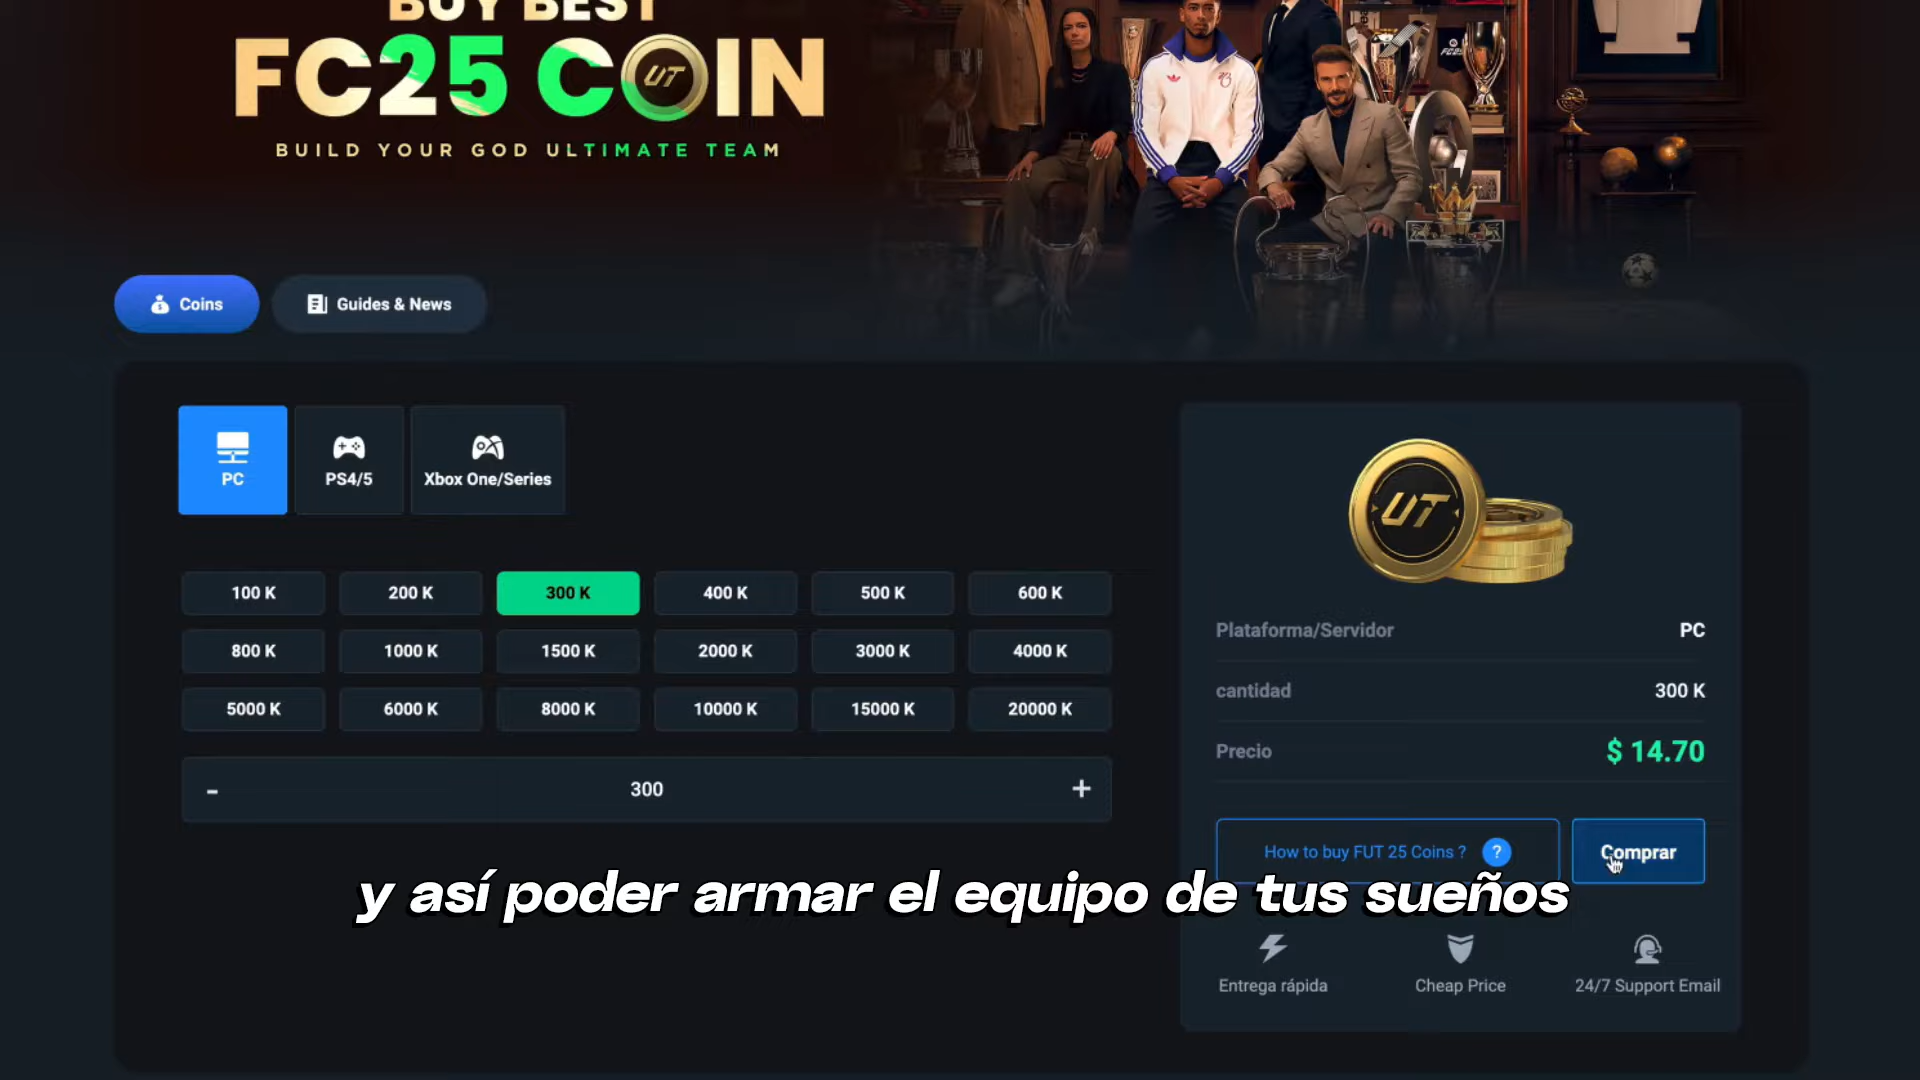 BUY BEST
FC25 COIN
BUILD YOUR GOD ULTIMATE TEAM
Coins
Guides & News
PC
PS4/5
Xbox One/Series
100 K
200 K
300 K
400 K
500 K
600 K
800 K
1000 K
1500 K
2000 K
3000 K
4000 K
5000 K
6000 K
8000 K
10000 K
15000 K
20000 K
- 300 +
UT
Plataforma/Servidor PC
cantidad 300 K
Precio $ 14.70
How to buy FUT 25 Coins ? ?
Comprar
y así poder armar el equipo de tus sueños
Entrega rápida
Cheap Price
24/7 Support Email